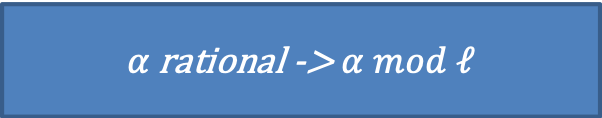 α rational -> α mod ℓ